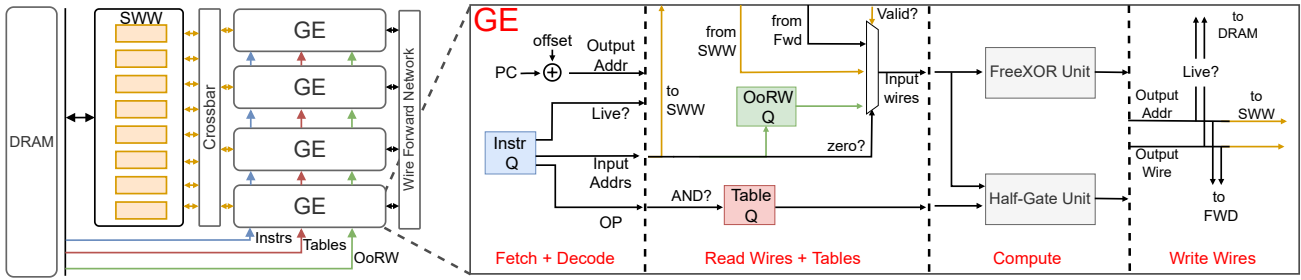 DRAM
SWW
Crossbar
GE
GE
GE
GE
Wire Forward Network
Instrs
Tables
OoRW
GE
offset
PC
Output
Addr
Live?
Instr
Q
Input
Addrs
OP
Fetch + Decode
to
SWW
from
SWW
from
Fwd
Valid?
OoRW
Q
Input
wires
zero?
AND?
Table
Q
Read Wires + Tables
FreeXOR Unit
Half-Gate Unit
Compute
to
DRAM
Live?
Output
Addr
to
SWW
Output
Wire
to
FWD
Write Wires